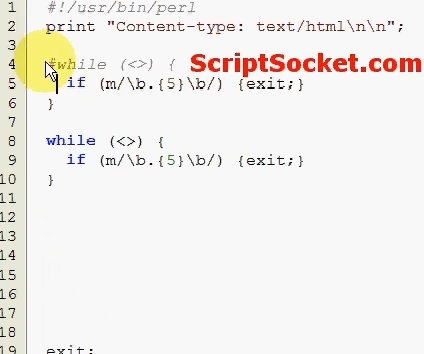 1 #!/usr/bin/perl
2 print "Content-type: text/html\n\n";
3
4 #while (<>) { ScriptSocket.com
5 if (m/\b.{5}\b/) {exit;}
6 }
7
8 while (<>) {
9 if (m/\b.{5}\b/) {exit;}
10 }
11
12
13
14
15
16
17
18
19 exit;